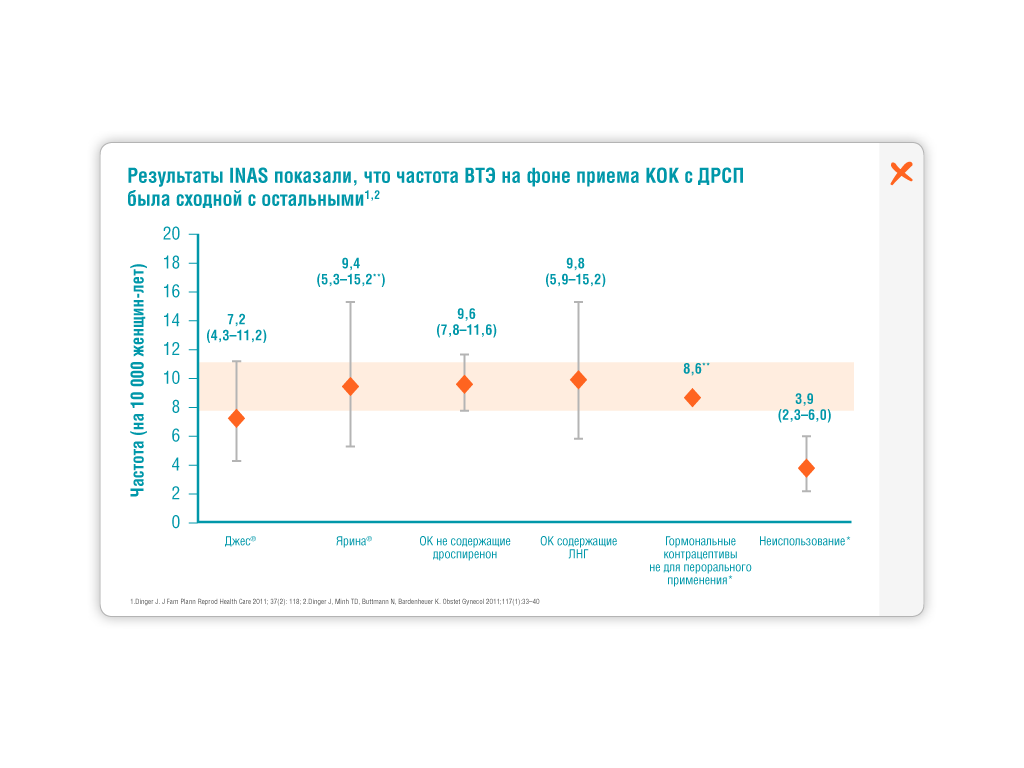 Результаты INAS показали, что частота ВТЭ на фоне приема КОК с ДРСП
была сходной с остальными1,2
Частота (на 10 000 женщин-лет)
20
18
16
14
12
10
8
6
4
2
0
7,2
(4,3–11,2)
9,4
(5,3–15,2**)
9,6
(7,8–11,6)
9,8
(5,9–15,2)
8,6**
3,9
(2,3–6,0)
Джес®
Ярина®
ОК не содержащие
дроспиренон
ОК содержащие
ЛНГ
Гормональные
контрацептивы
не для перорального
применения*
Неиспользование*
1.Dinger J. J Fam Plann Reprod Health Care 2011; 37(2): 118; 2.Dinger J, Minh TD, Buttmann N, Bardenheuer K. Obstet Gynecol 2011;117(1):33–40